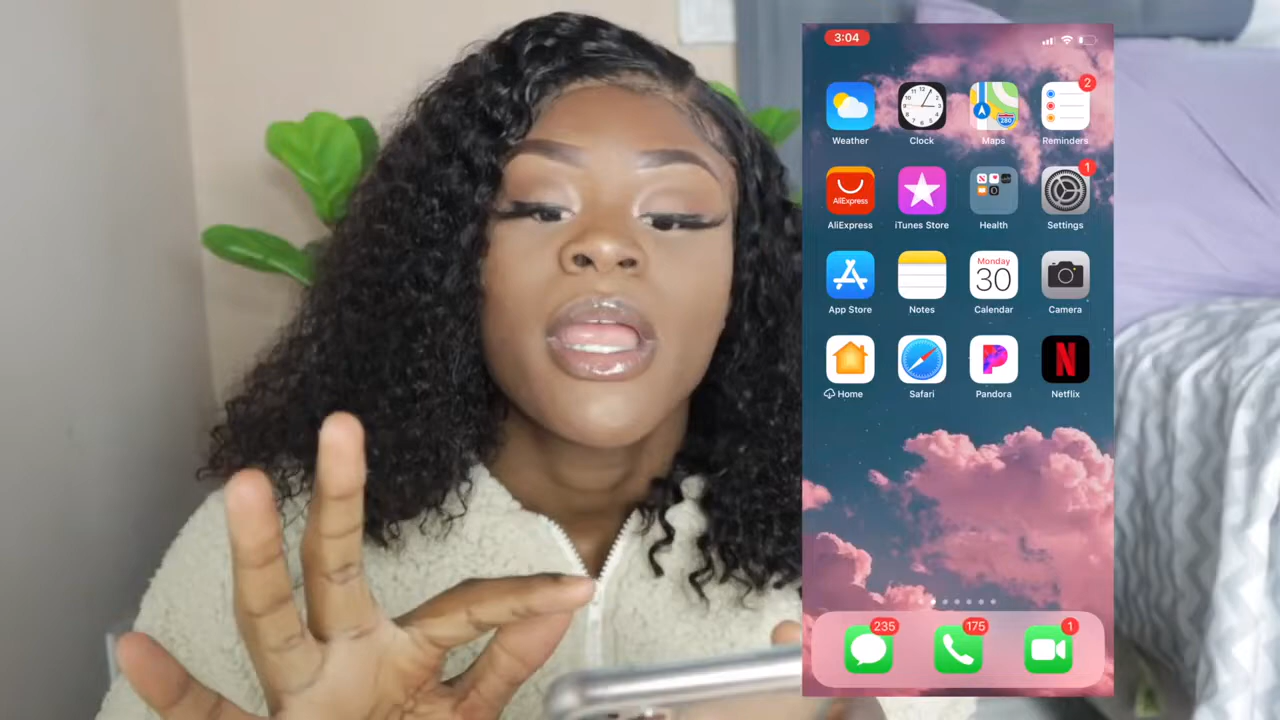 3:04
2
Weather
Clock
Maps
Reminders
1
AliExpress
AliExpress
iTunes Store
Health
Settings
Monday
30
App Store
Notes
Calendar
Camera
Home
Safari
Pandora
Netflix
235
175
1